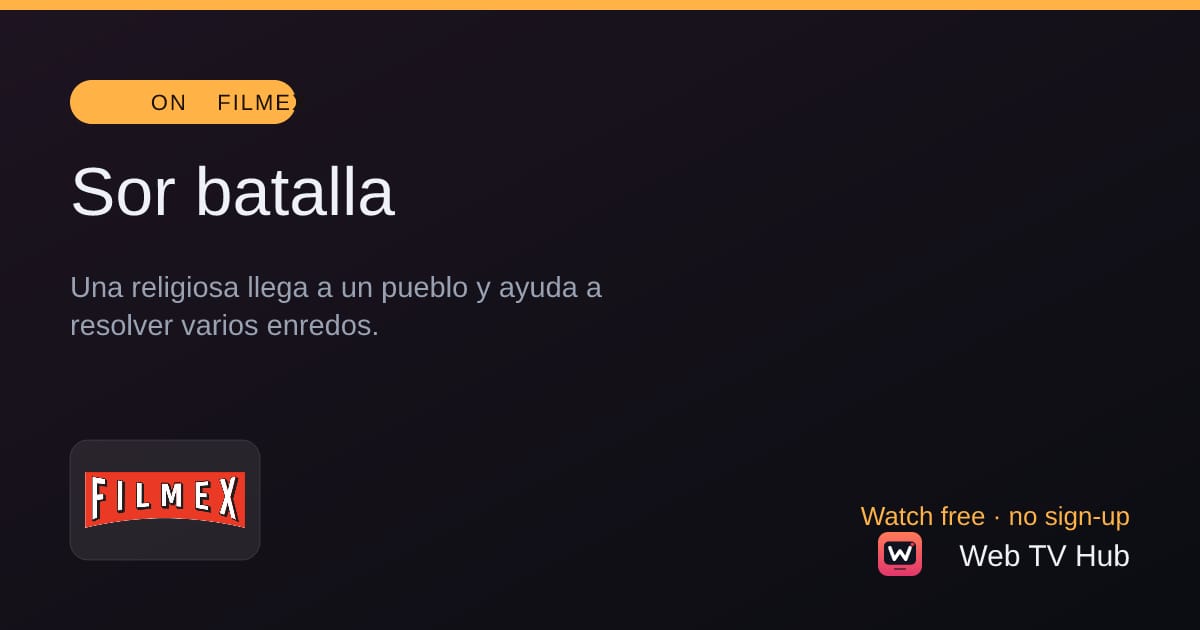 ON FILME
Sor batalla
Una religiosa llega a un pueblo y ayuda a
resolver varios enredos.
FILMEX
Watch free · no sign-up
W Web TV Hub